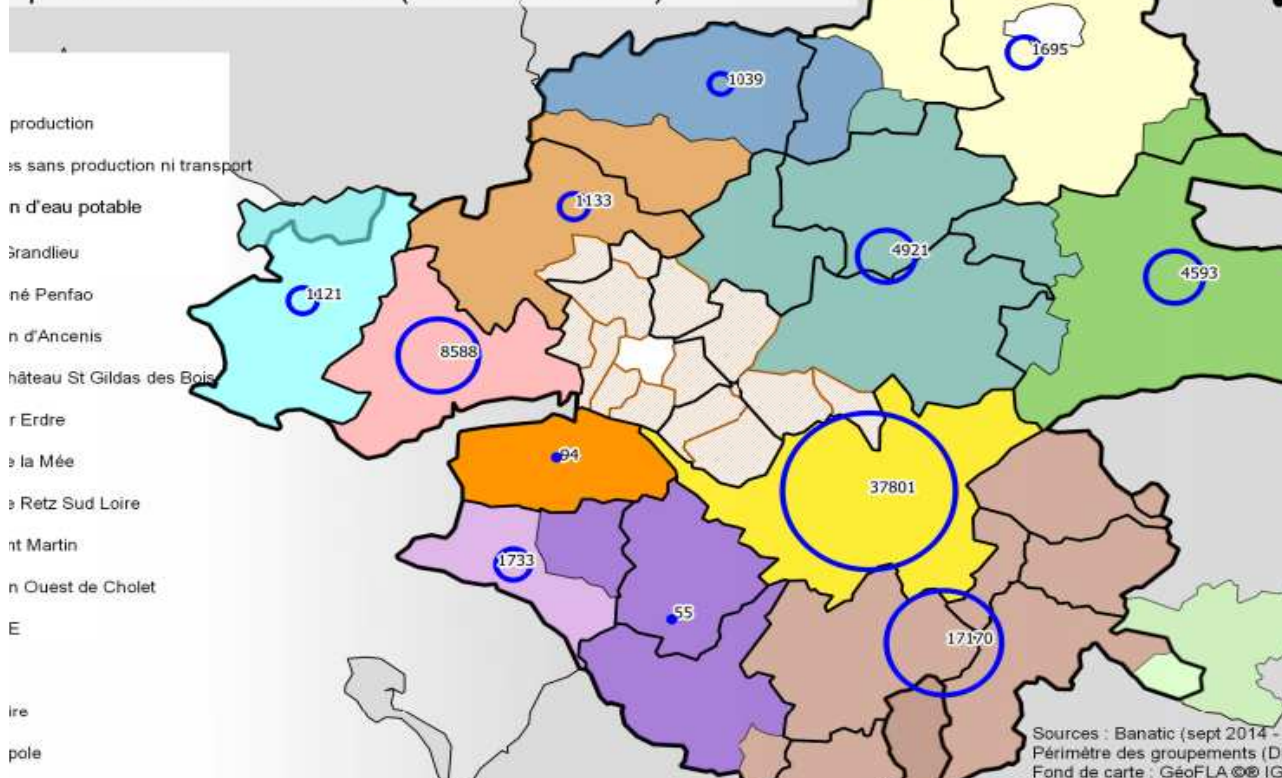 production
es sans production ni transport
n d'eau potable
Grandlieu
né Penfao
n d'Ancenis
hâteau St Gildas des Bois
r Erdre
e la Mée
e Retz Sud Loire
nt Martin
n Ouest de Cholet
E
ire
pole
1695
1039
1133
4921
4593
1121
8588
94
37801
1733
55
17170
Sources : Banatic (sept 2014 -
Périmètre des groupements (D
Fond de carte : GéoFLA ©® IG